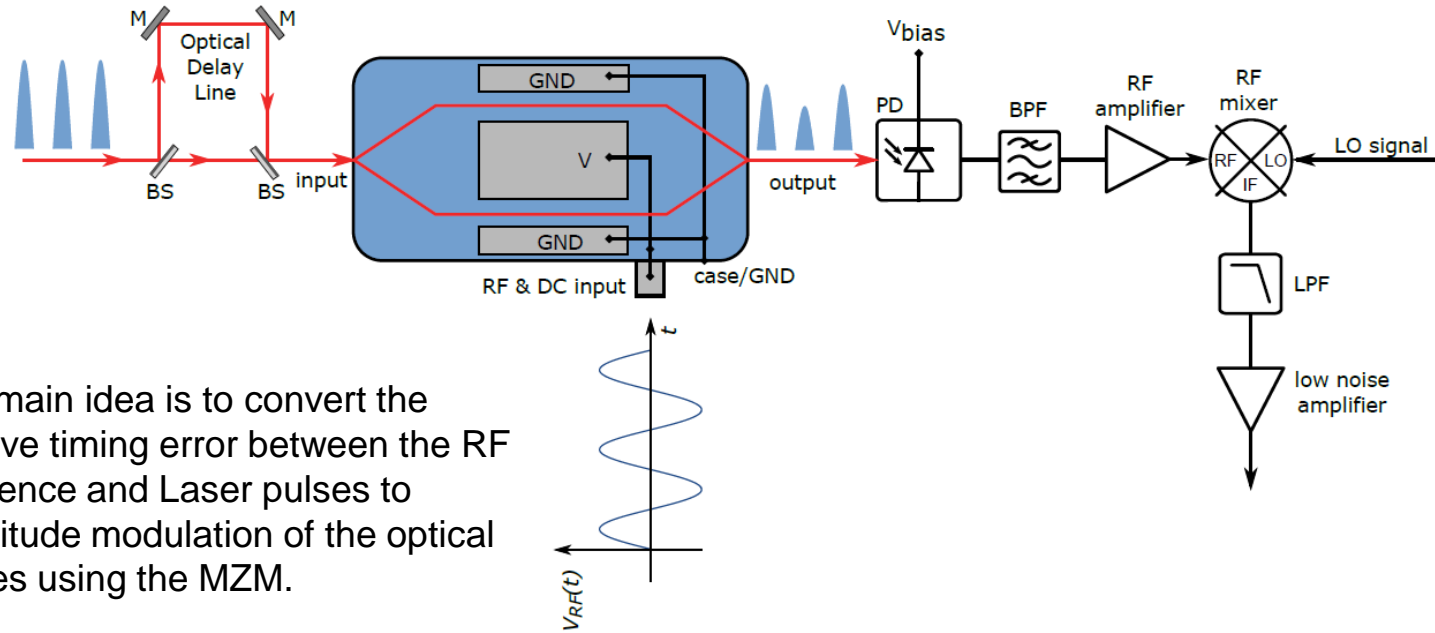 M
M
Optical
Delay
Line
BS
BS
input
GND
V
GND
RF & DC input
case/GND
output
Vbias
PD
BPF
RF
amplifier
RF
mixer
RF
LO
IF
LO signal
LPF
low noise
amplifier
t
VRF(t)
main idea is to convert the
ve timing error between the RF
ence and Laser pulses to
itude modulation of the optical
es using the MZM.